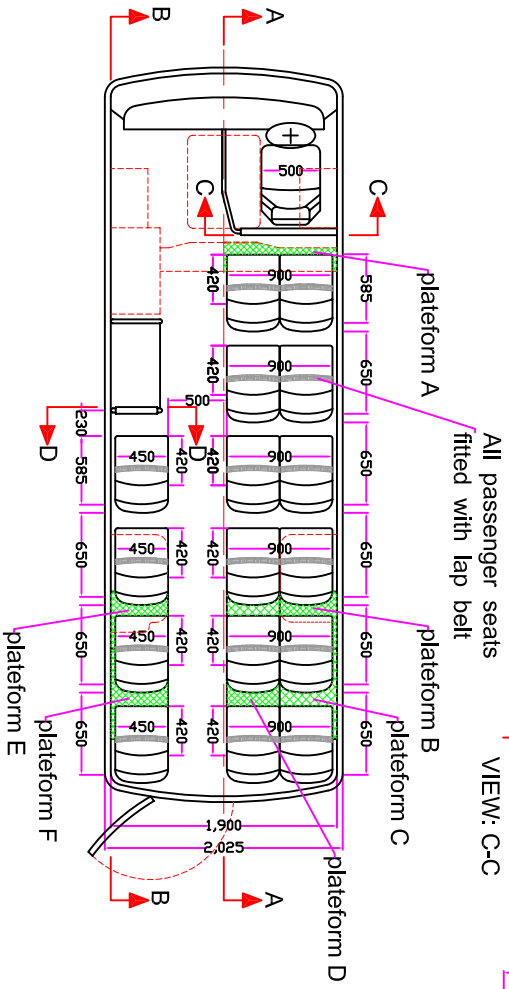 VIEW: C-C
All passenger seats
fitted with lap belt
plateform A
plateform B
plateform C
plateform D
C
585
650
650
650
650
650
500
900
900
900
900
900
900
420
420
420
420
420
420
A
A
C
500
D
420
420
420
420
450
450
450
450
1,900
2,025
B
B
D
230
585
650
650
650
plateform E
plateform F